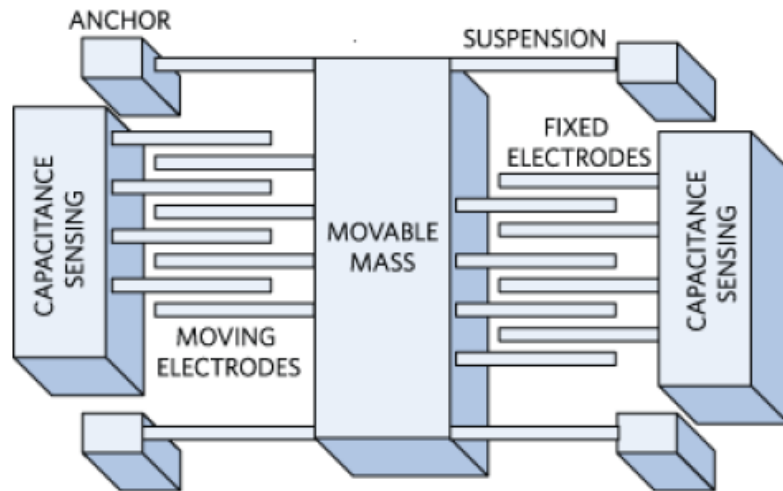 ANCHOR
SUSPENSION
FIXED
ELECTRODES
CAPACITANCE
SENSING
MOVABLE
MASS
CAPACITANCE
SENSING
MOVING
ELECTRODES